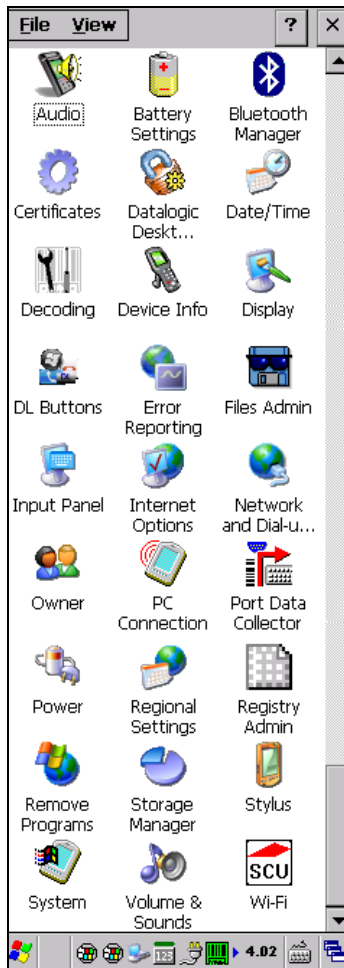 File View ? ×
Audio Battery Settings Bluetooth Manager
Certificates Datalogic Deskt... Date/Time
Decoding Device Info Display
DL Buttons Error Reporting Files Admin
Input Panel Internet Options Network and Dial-u...
Owner PC Connection Port Data Collector
Power Regional Settings Registry Admin
Remove Programs Storage Manager Stylus
SCU
System Volume & Sounds Wi-Fi
123 4.02